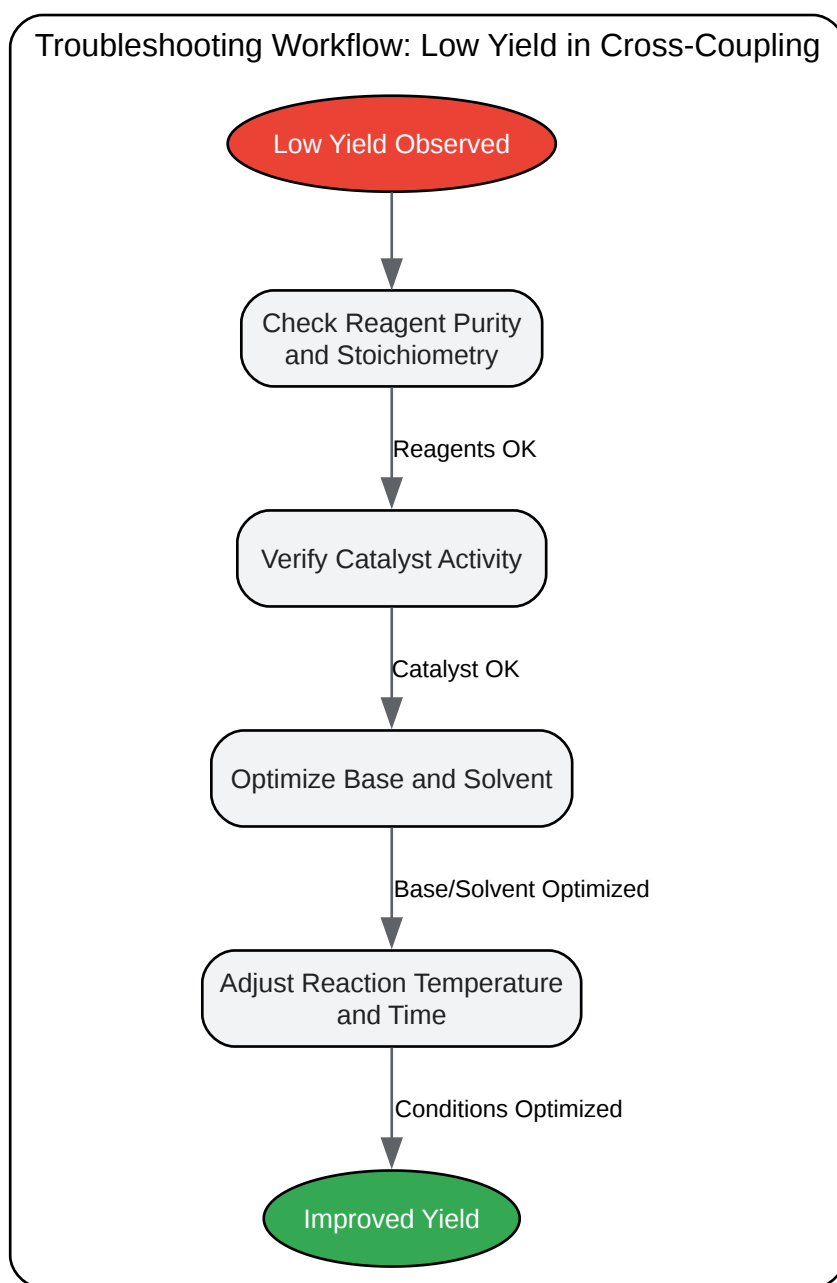 Troubleshooting Workflow: Low Yield in Cross-Coupling
Low Yield Observed
Check Reagent Purity
and Stoichiometry
Reagents OK
Verify Catalyst Activity
Catalyst OK
Optimize Base and Solvent
Base/Solvent Optimized
Adjust Reaction Temperature
and Time
Conditions Optimized
Improved Yield